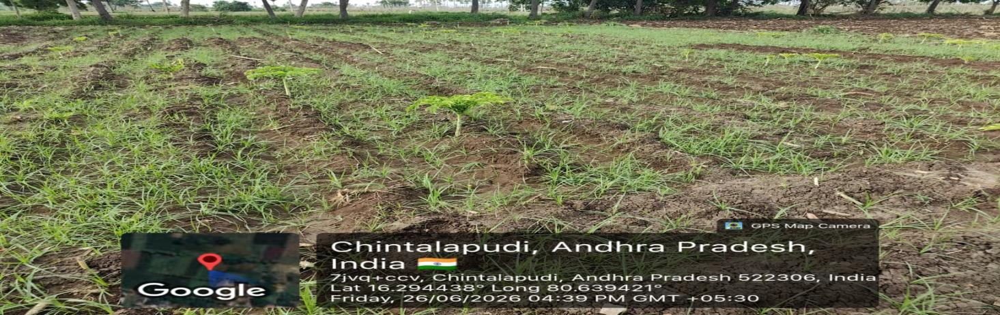 GPS Map Camera
Chintalapudi, Andhra Pradesh,
India
7jvq+ccv, Chintalapudi, Andhra Pradesh 522306, India
Lat 16.294438° Long 80.639421°
Friday, 26/06/2026 04:39 PM GMT +05:30
Google